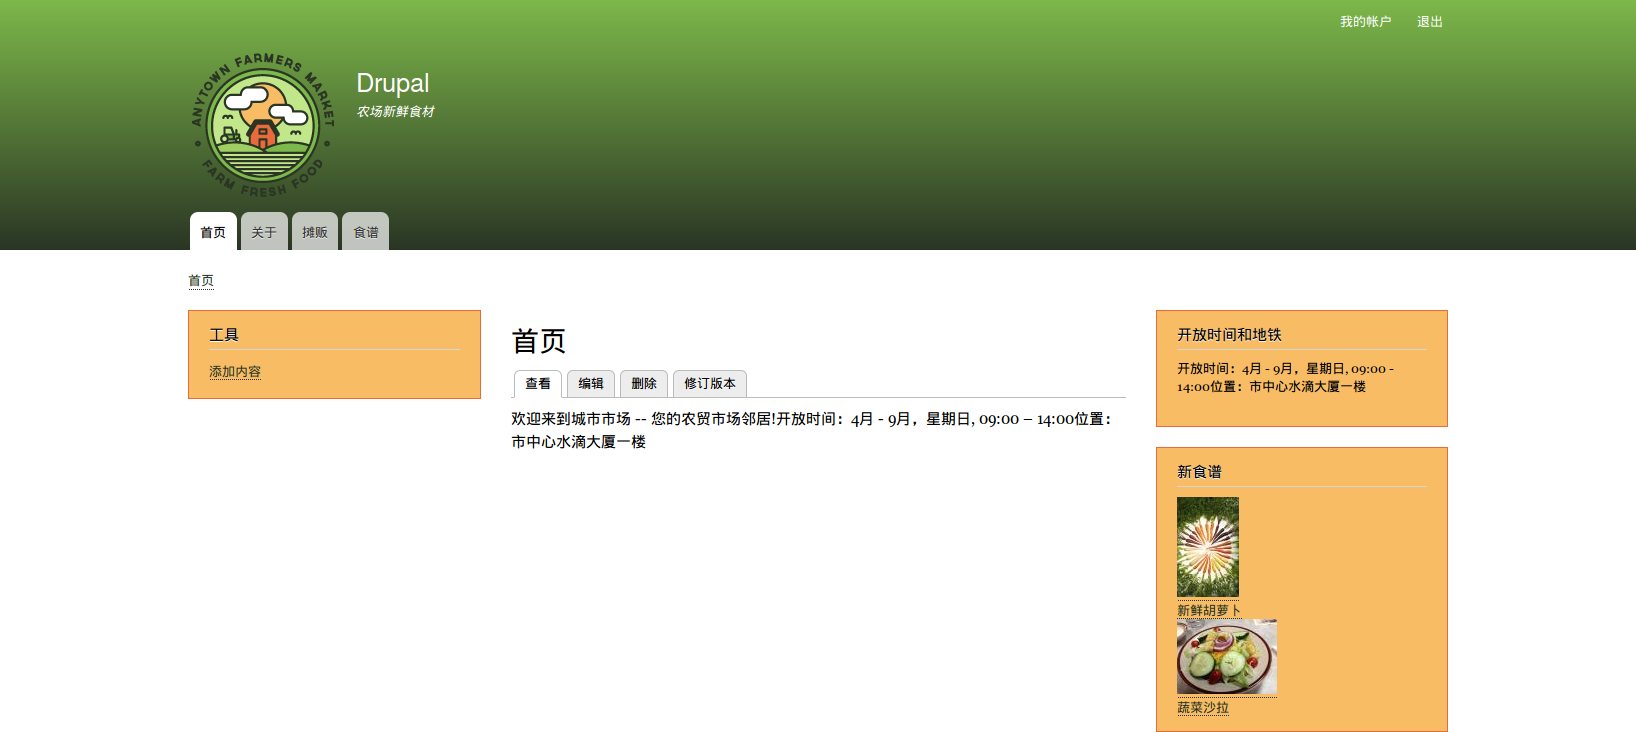 我的帐户 退出
ANYTOWN FARMERS MARKET
FARM FRESH FOOD
Drupal
农场新鲜食材
首页 关于 摊贩 食谱
首页
工具
添加内容
首页
查看 编辑 删除 修订版本
欢迎来到城市市场 -- 您的农贸市场邻居!开放时间：4月 - 9月，星期日, 09:00 – 14:00位置：
市中心水滴大厦一楼
开放时间和地铁
开放时间：4月 - 9月，星期日, 09:00 -
14:00位置：市中心水滴大厦一楼
新食谱
新鲜胡萝卜
蔬菜沙拉